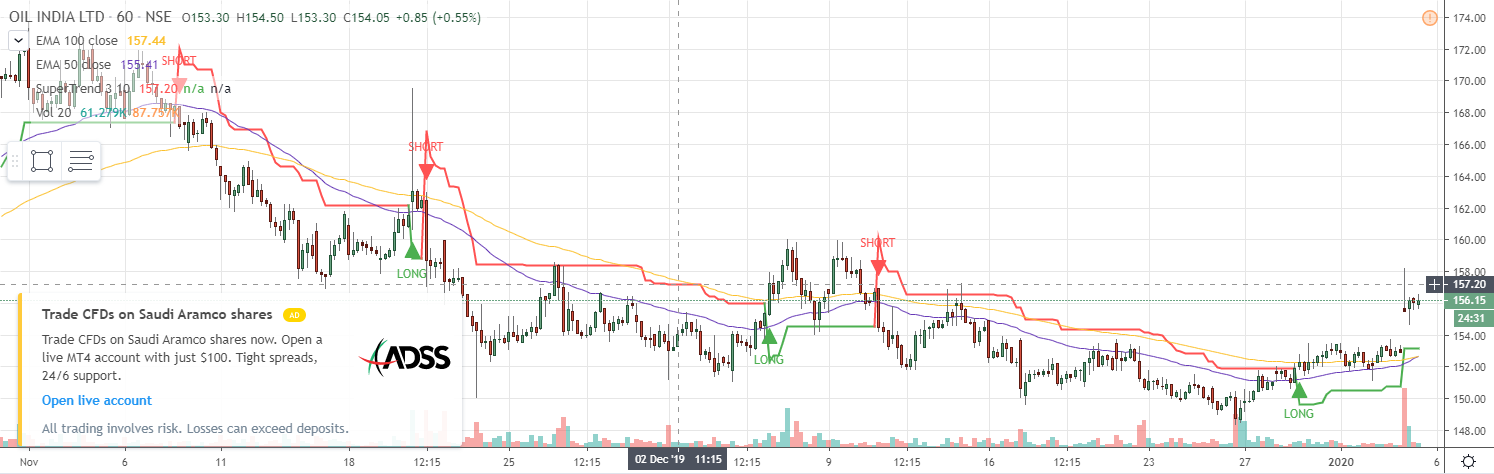 OIL INDIA LTD · 60 · NSE O153.30 H154.50 L153.30 C154.05 +0.85 (+0.55%)
EMA 100 close 157.44
EMA 50 close 155.41
SuperTrend 3 10 157.20 n/a n/a
Vol 20 61.279K 87.757K
SHORT
SHORT
LONG
SHORT
LONG
LONG
174.00
172.00
170.00
168.00
166.00
164.00
162.00
160.00
158.00
157.20
156.15
24:31
154.00
152.00
150.00
148.00
Trade CFDs on Saudi Aramco shares AD
Trade CFDs on Saudi Aramco shares now. Open a
live MT4 account with just $100. Tight spreads,
24/6 support.
ADSS
Open live account
All trading involves risk. Losses can exceed deposits.
Nov 6 11 18 12:15 25 12:15 02 Dec '19 11:15 12:15 9 12:15 16 12:15 23 27 2020 6